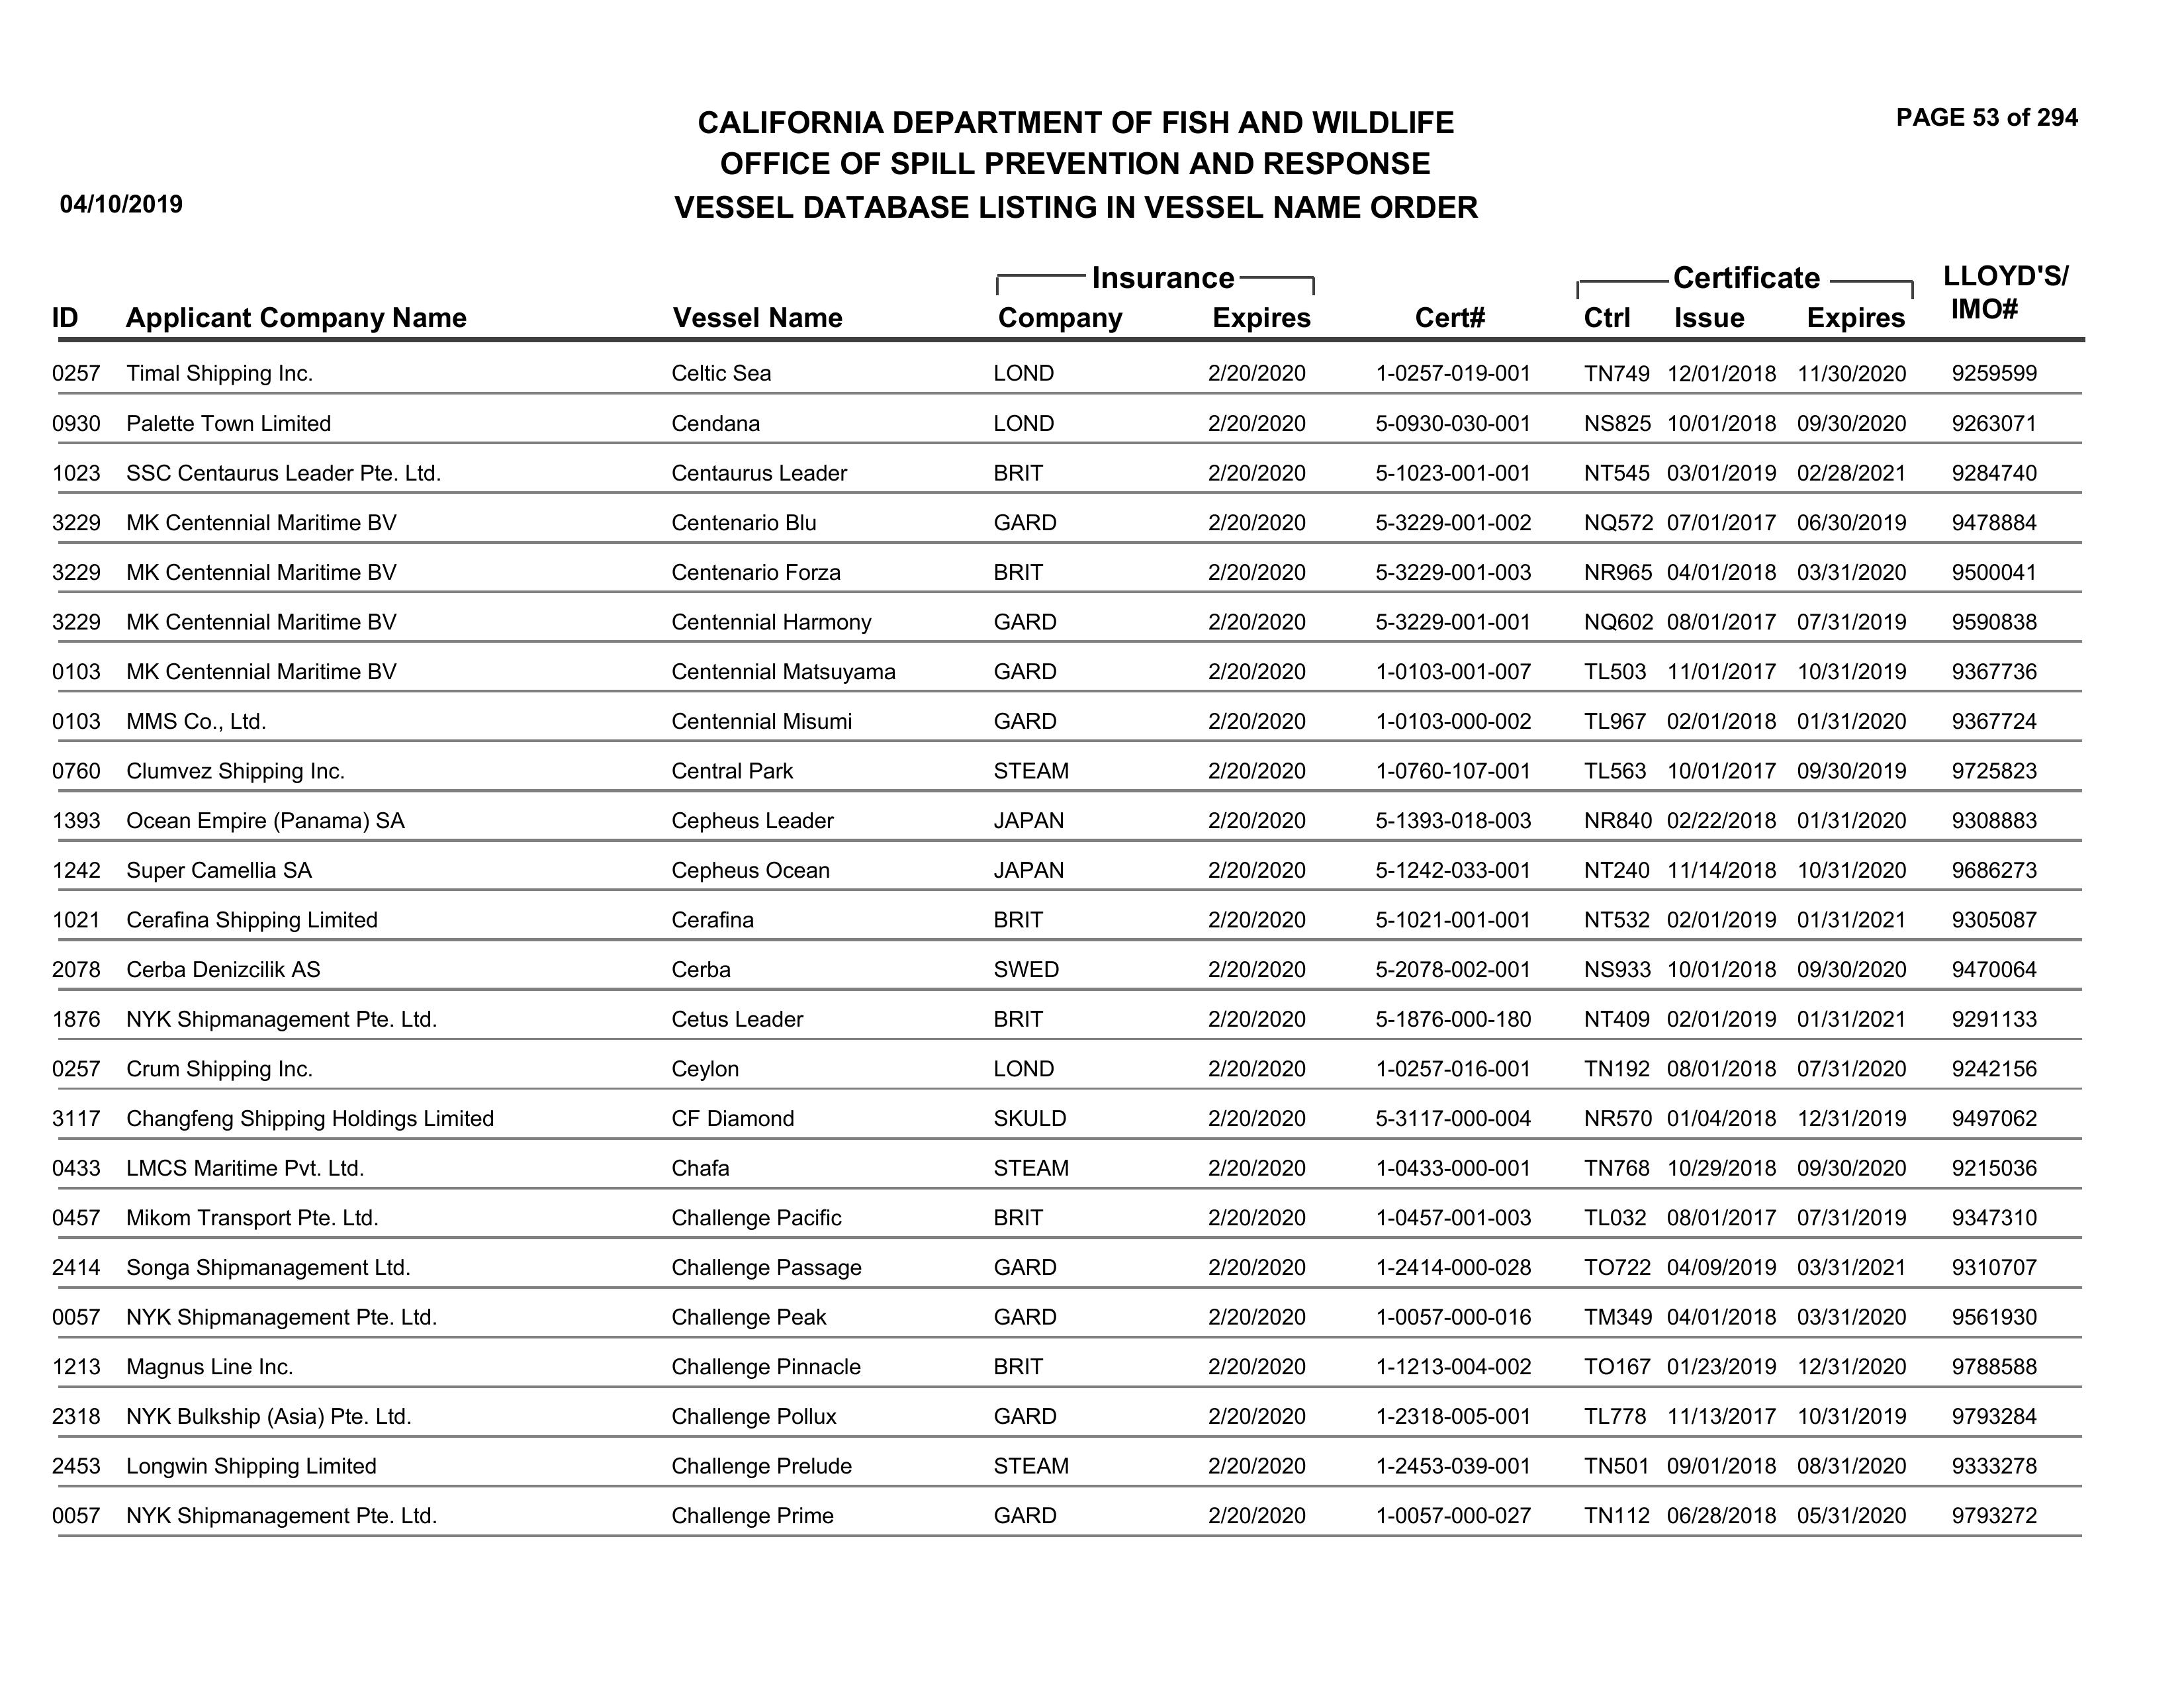 PAGE 53 of 294
CALIFORNIA DEPARTMENT OF FISH AND WILDLIFE
OFFICE OF SPILL PREVENTION AND RESPONSE
04/10/2019 VESSEL DATABASE LISTING IN VESSEL NAME ORDER
Insurance Certificate LLOYD'S/
ID Applicant Company Name Vessel Name Company Expires Cert# Ctrl Issue Expires IMO#
0257 Timal Shipping Inc. Celtic Sea LOND 2/20/2020 1-0257-019-001 TN749 12/01/2018 11/30/2020 9259599
0930 Palette Town Limited Cendana LOND 2/20/2020 5-0930-030-001 NS825 10/01/2018 09/30/2020 9263071
1023 SSC Centaurus Leader Pte. Ltd. Centaurus Leader BRIT 2/20/2020 5-1023-001-001 NT545 03/01/2019 02/28/2021 9284740
3229 MK Centennial Maritime BV Centenario Blu GARD 2/20/2020 5-3229-001-002 NQ572 07/01/2017 06/30/2019 9478884
3229 MK Centennial Maritime BV Centenario Forza BRIT 2/20/2020 5-3229-001-003 NR965 04/01/2018 03/31/2020 9500041
3229 MK Centennial Maritime BV Centennial Harmony GARD 2/20/2020 5-3229-001-001 NQ602 08/01/2017 07/31/2019 9590838
0103 MK Centennial Maritime BV Centennial Matsuyama GARD 2/20/2020 1-0103-001-007 TL503 11/01/2017 10/31/2019 9367736
0103 MMS Co., Ltd. Centennial Misumi GARD 2/20/2020 1-0103-000-002 TL967 02/01/2018 01/31/2020 9367724
0760 Clumvez Shipping Inc. Central Park STEAM 2/20/2020 1-0760-107-001 TL563 10/01/2017 09/30/2019 9725823
1393 Ocean Empire (Panama) SA Cepheus Leader JAPAN 2/20/2020 5-1393-018-003 NR840 02/22/2018 01/31/2020 9308883
1242 Super Camellia SA Cepheus Ocean JAPAN 2/20/2020 5-1242-033-001 NT240 11/14/2018 10/31/2020 9686273
1021 Cerafina Shipping Limited Cerafina BRIT 2/20/2020 5-1021-001-001 NT532 02/01/2019 01/31/2021 9305087
2078 Cerba Denizcilik AS Cerba SWED 2/20/2020 5-2078-002-001 NS933 10/01/2018 09/30/2020 9470064
1876 NYK Shipmanagement Pte. Ltd. Cetus Leader BRIT 2/20/2020 5-1876-000-180 NT409 02/01/2019 01/31/2021 9291133
0257 Crum Shipping Inc. Ceylon LOND 2/20/2020 1-0257-016-001 TN192 08/01/2018 07/31/2020 9242156
3117 Changfeng Shipping Holdings Limited CF Diamond SKULD 2/20/2020 5-3117-000-004 NR570 01/04/2018 12/31/2019 9497062
0433 LMCS Maritime Pvt. Ltd. Chafa STEAM 2/20/2020 1-0433-000-001 TN768 10/29/2018 09/30/2020 9215036
0457 Mikom Transport Pte. Ltd. Challenge Pacific BRIT 2/20/2020 1-0457-001-003 TL032 08/01/2017 07/31/2019 9347310
2414 Songa Shipmanagement Ltd. Challenge Passage GARD 2/20/2020 1-2414-000-028 TO722 04/09/2019 03/31/2021 9310707
0057 NYK Shipmanagement Pte. Ltd. Challenge Peak GARD 2/20/2020 1-0057-000-016 TM349 04/01/2018 03/31/2020 9561930
1213 Magnus Line Inc. Challenge Pinnacle BRIT 2/20/2020 1-1213-004-002 TO167 01/23/2019 12/31/2020 9788588
2318 NYK Bulkship (Asia) Pte. Ltd. Challenge Pollux GARD 2/20/2020 1-2318-005-001 TL778 11/13/2017 10/31/2019 9793284
2453 Longwin Shipping Limited Challenge Prelude STEAM 2/20/2020 1-2453-039-001 TN501 09/01/2018 08/31/2020 9333278
0057 NYK Shipmanagement Pte. Ltd. Challenge Prime GARD 2/20/2020 1-0057-000-027 TN112 06/28/2018 05/31/2020 9793272